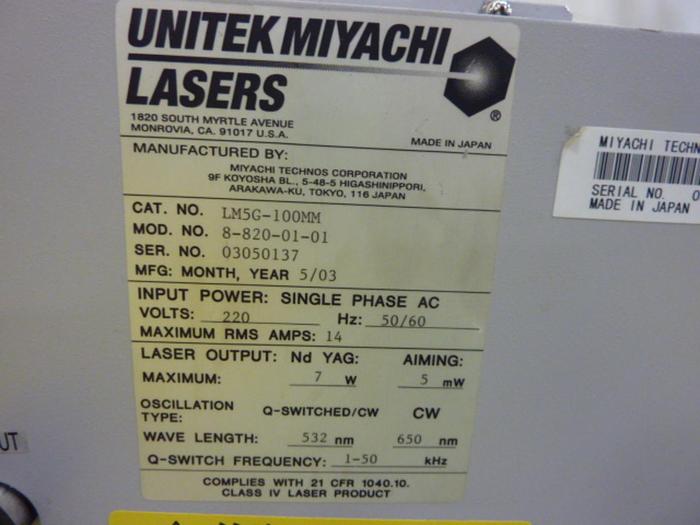 UNITEK MIYACHI
LASERS
®
1820 SOUTH MYRTLE AVENUE
MONROVIA, CA. 91017 U.S.A.
MADE IN JAPAN
MANUFACTURED BY:
MIYACHI TECHNOS CORPORATION
9F KOYOSHA BL., 5-48-5 HIGASHINIPPORI,
ARAKAWA-KU, TOKYO, 116 JAPAN
CAT. NO. LM5G-100MM
MOD. NO. 8-820-01-01
SER. NO. 03050137
MFG: MONTH, YEAR 5/03
INPUT POWER: SINGLE PHASE AC
VOLTS: 220 Hz: 50/60
MAXIMUM RMS AMPS: 14
LASER OUTPUT: Nd YAG: AIMING:
MAXIMUM: 7 W 5 mW
OSCILLATION
TYPE: Q-SWITCHED/CW CW
WAVE LENGTH: 532 nm 650 nm
Q-SWITCH FREQUENCY: 1-50 kHz
COMPLIES WITH 21 CFR 1040.10.
CLASS IV LASER PRODUCT
MIYACHI TECHN
SERIAL NO. 0
MADE IN JAPAN
UT